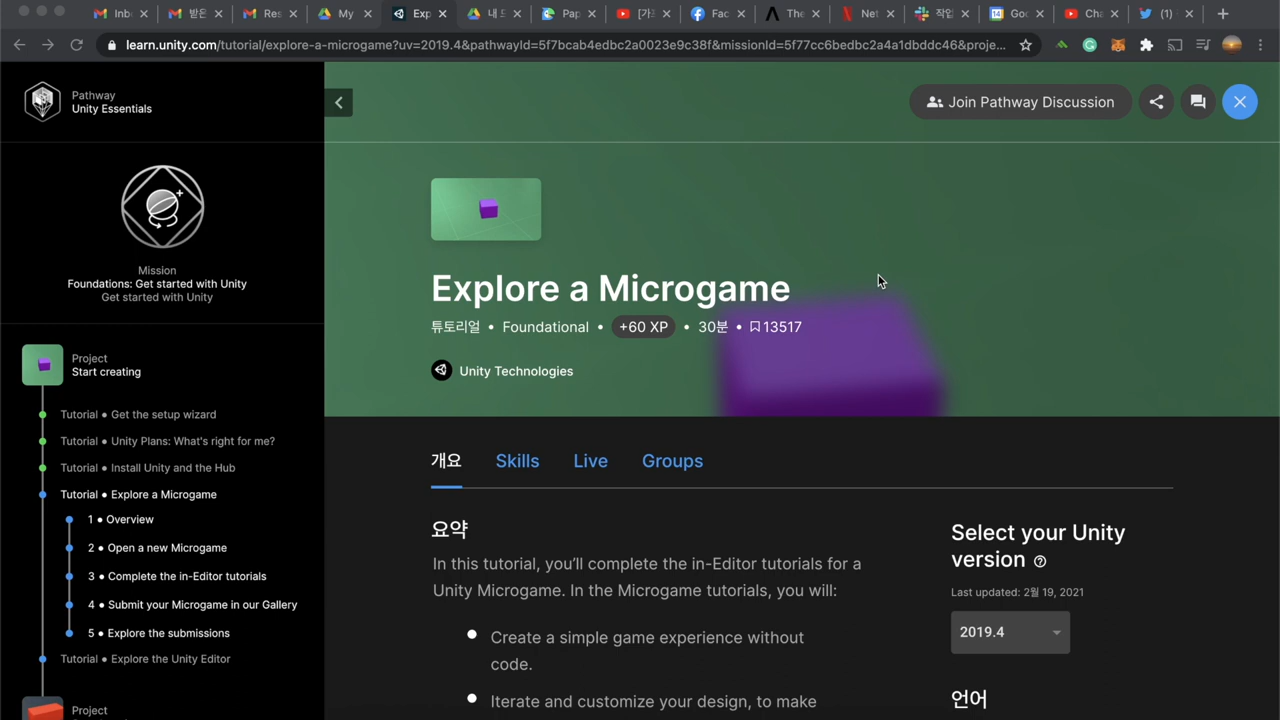 Inb
받은
Res
My
Exp
내 드
Pap
[가
Fac
The
Net
작업
Goo
Cha
(1)
learn.unity.com/tutorial/explore-a-microgame?uv=2019.4&pathwayId=5f7bcab4edbc2a0023e9c38f&missionId=5f77cc6bedbc2a4a1dbddc46&proje...
Pathway
Unity Essentials
Join Pathway Discussion
Mission
Foundations: Get started with Unity
Get started with Unity
Project
Start creating
Tutorial ● Get the setup wizard
Tutorial ● Unity Plans: What's right for me?
Tutorial ● Install Unity and the Hub
Tutorial ● Explore a Microgame
1 ● Overview
2 ● Open a new Microgame
3 ● Complete the in-Editor tutorials
4 ● Submit your Microgame in our Gallery
5 ● Explore the submissions
Tutorial ● Explore the Unity Editor
Project
Explore a Microgame
튜토리얼 • Foundational • +60 XP • 30분 • 13517
Unity Technologies
개요 Skills Live Groups
요약
In this tutorial, you’ll complete the in-Editor tutorials for a
Unity Microgame. In the Microgame tutorials, you will:
● Create a simple game experience without
code.
● Iterate and customize your design, to make
Select your Unity
version
Last updated: 2월 19, 2021
2019.4
언어